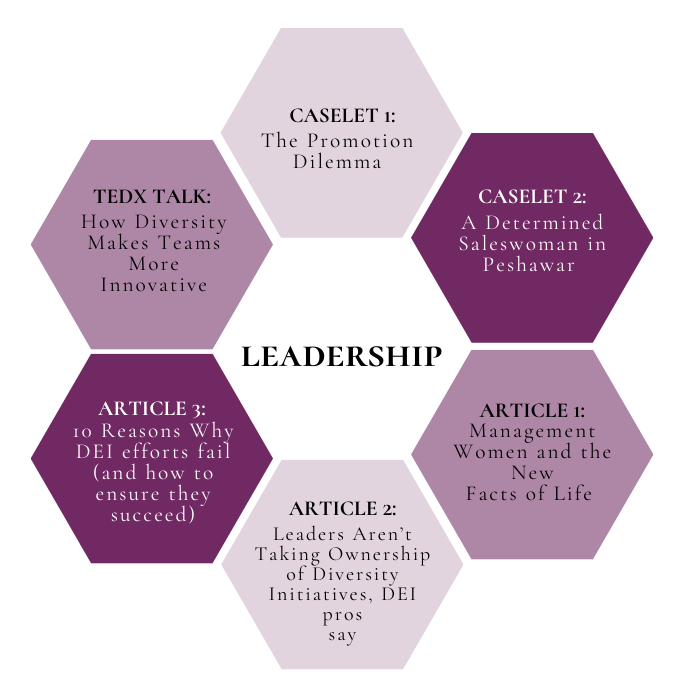 CASELET 1:
The Promotion
Dilemma
CASELET 2:
A Determined
Saleswoman in
Peshawar
TEDX TALK:
How Diversity
Makes Teams
More
Innovative
LEADERSHIP
ARTICLE 3:
10 Reasons Why
DEI efforts fail
(and how to
ensure they
succeed)
ARTICLE 1:
Management
Women and the
New
Facts of Life
ARTICLE 2:
Leaders Aren’t
Taking Ownership
of Diversity
Initiatives, DEI
pros
say